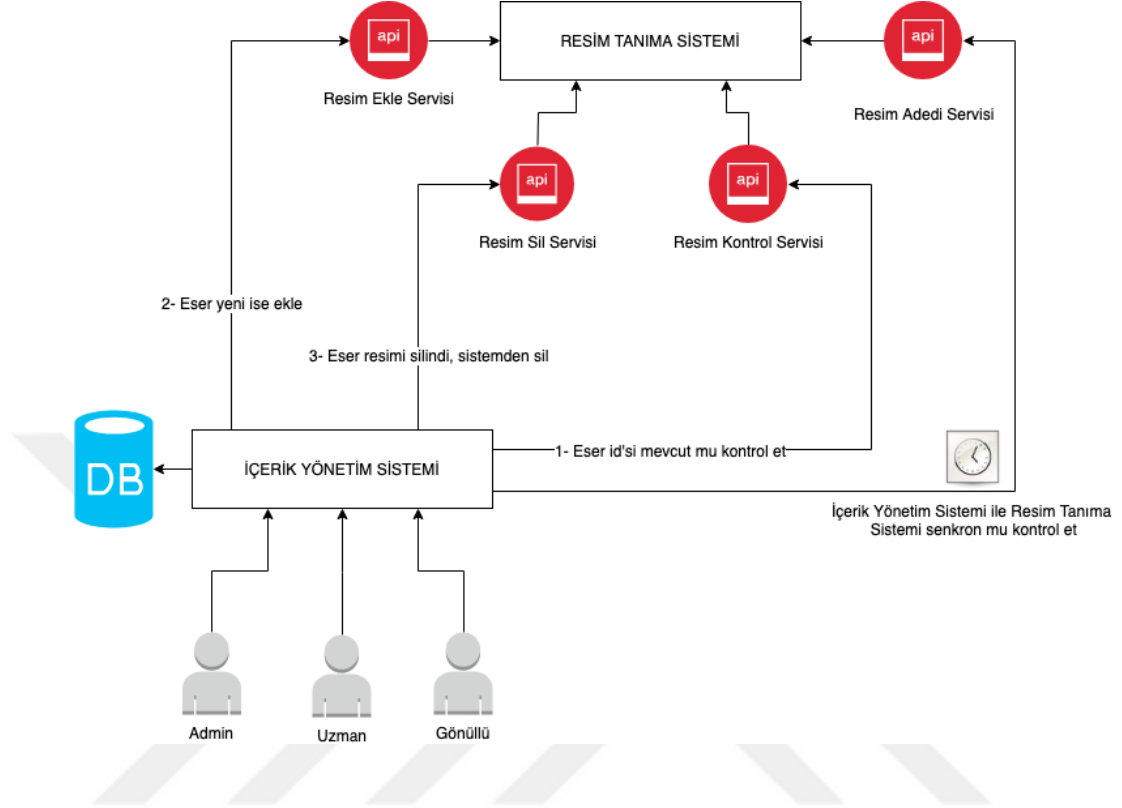 api
RESİM TANIMA SİSTEMİ
api
Resim Ekle Servisi
Resim Adedi Servisi
api
api
Resim Sil Servisi
Resim Kontrol Servisi
2- Eser yeni ise ekle
3- Eser resimi silindi, sistemden sil
DB
İÇERİK YÖNETİM SİSTEMİ
1- Eser id'si mevcut mu kontrol et
İçerik Yönetim Sistemi ile Resim Tanıma
Sistemi senkron mu kontrol et
Admin
Uzman
Gönüllü